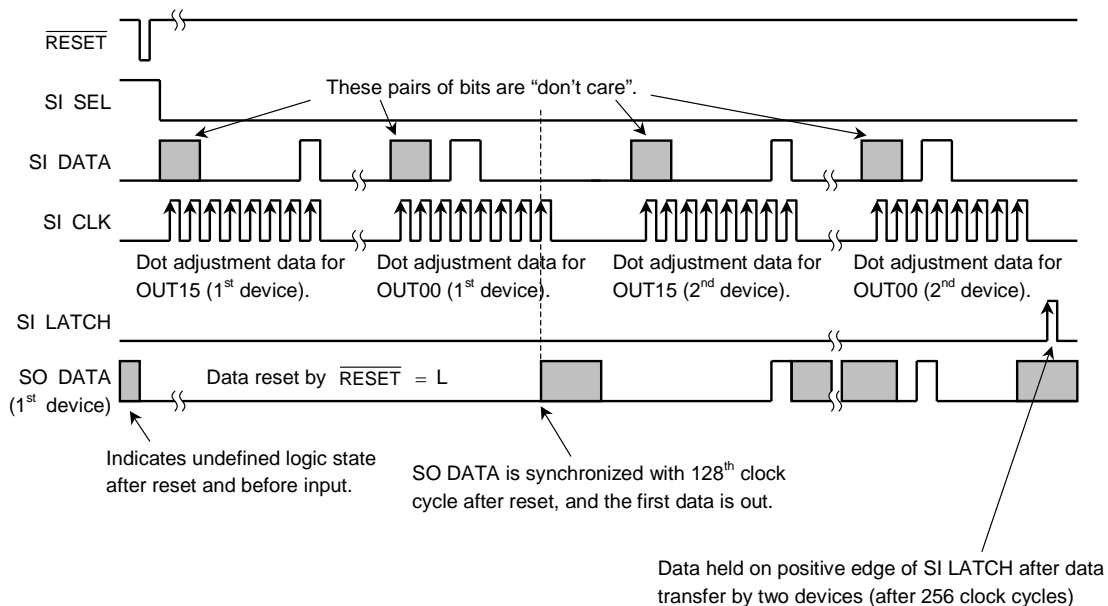 RESET
SI SEL
These pairs of bits are “don’t care”.
SI DATA
SI CLK
Dot adjustment data for
OUT15 (1st device).
Dot adjustment data for
OUT00 (1st device).
Dot adjustment data for
OUT15 (2nd device).
Dot adjustment data for
OUT00 (2nd device).
SI LATCH
SO DATA
(1st device)
Data reset by RESET = L
Indicates undefined logic state
after reset and before input.
SO DATA is synchronized with 128th clock
cycle after reset, and the first data is out.
Data held on positive edge of SI LATCH after data
transfer by two devices (after 256 clock cycles)